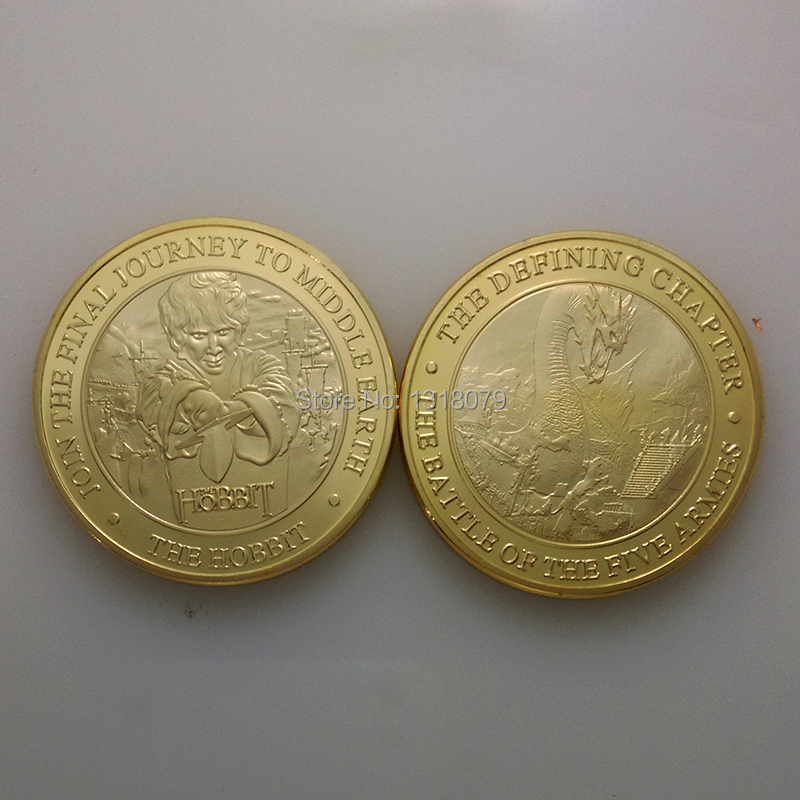 JOIN THE FINAL JOURNEY TO MIDDLE EARTH
THE HOBBIT
THE HOBBIT
THE DEFINING CHAPTER
THE BATTLE OF THE FIVE ARMIES
Store No: 1318079